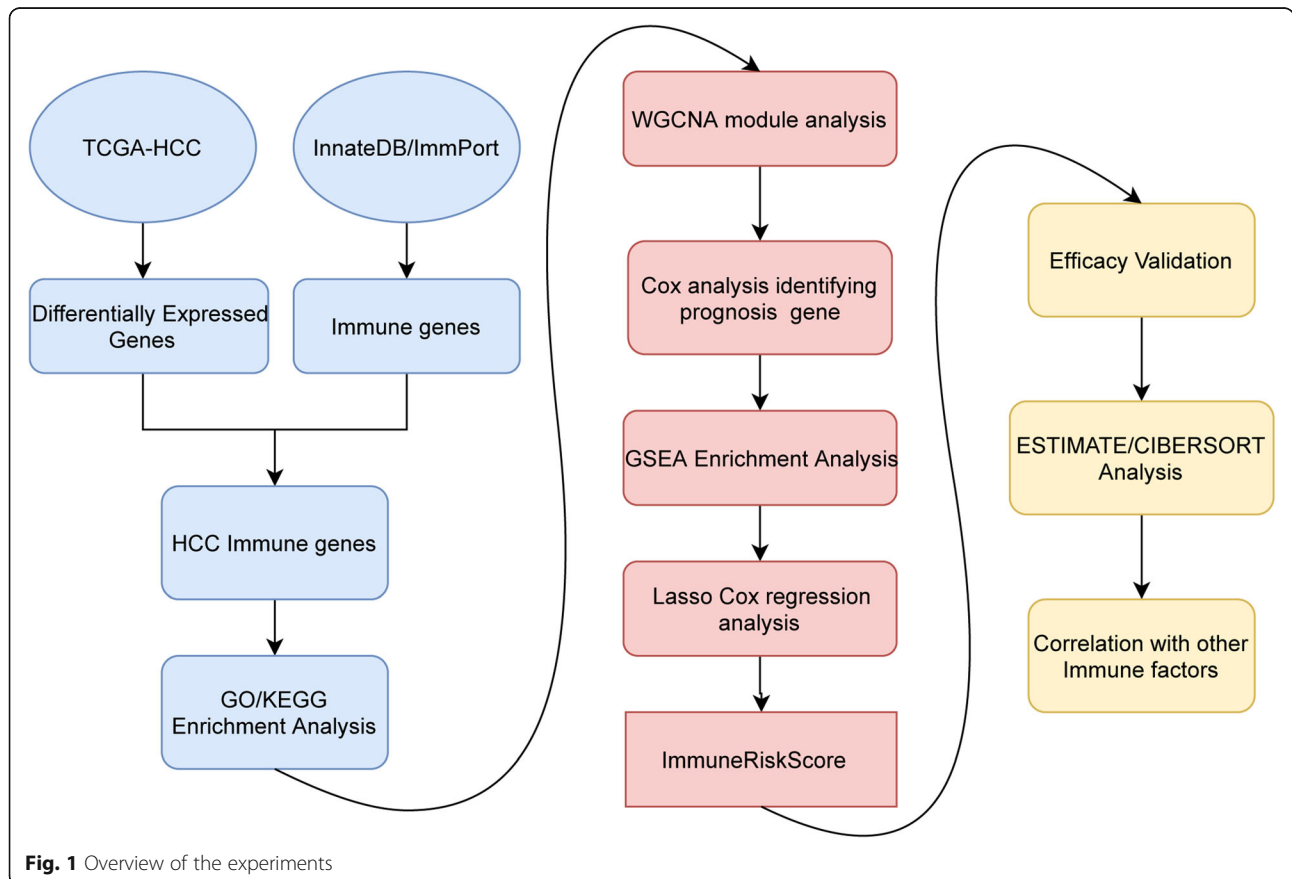 TCGA-HCC
InnateDB/ImmPort
Differentially Expressed
Genes
Immune genes
HCC Immune genes
GO/KEGG
Enrichment Analysis
WGCNA module analysis
Cox analysis identifying
prognosis gene
GSEA Enrichment Analysis
Lasso Cox regression
analysis
ImmuneRiskScore
Efficacy Validation
ESTIMATE/CIBERSORT
Analysis
Correlation with other
Immune factors
Fig. 1 Overview of the experiments